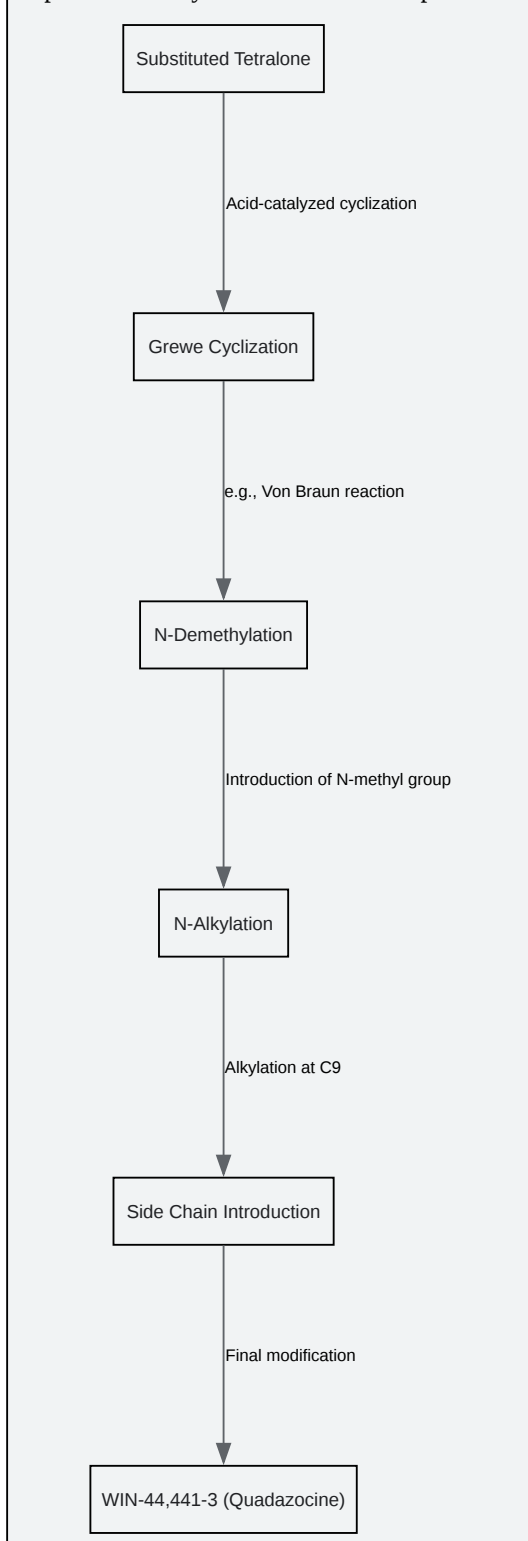 Substituted Tetralone
Acid-catalyzed cyclization
Grewe Cyclization
e.g., Von Braun reaction
N-Demethylation
Introduction of N-methyl group
N-Alkylation
Alkylation at C9
Side Chain Introduction
Final modification
WIN-44,441-3 (Quadazocine)